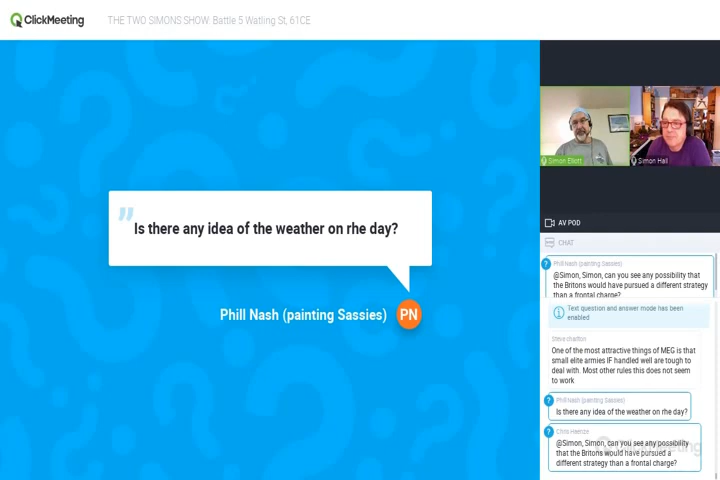 ClickMeeting
THE TWO SIMONS SHOW: Battle 5 Watling St, 61CE
" Is there any idea of the weather on rhe day?
Phill Nash (painting Sassies) PN
Simon Elliott
Simon Hall
AV POD
CHAT
? Phill Nash (painting Sassies)
@Simon, Simon, can you see any possibility
that the Britons would have pursued a different strategy
than a frontal charge?
i Text question and answer mode has been
enabled
Steve charlton
One of the most attractive things of MEG is that
small elite armies IF handled well are tough to
deal with. Most other rules this does not seem
to work
? Phill Nash (painting Sassies)
Is there any idea of the weather on rhe day?
? Chris Haenze
@Simon, Simon, can you see any possibility
that the Britons would have pursued a
different strategy than a frontal charge?
ClickMeeting